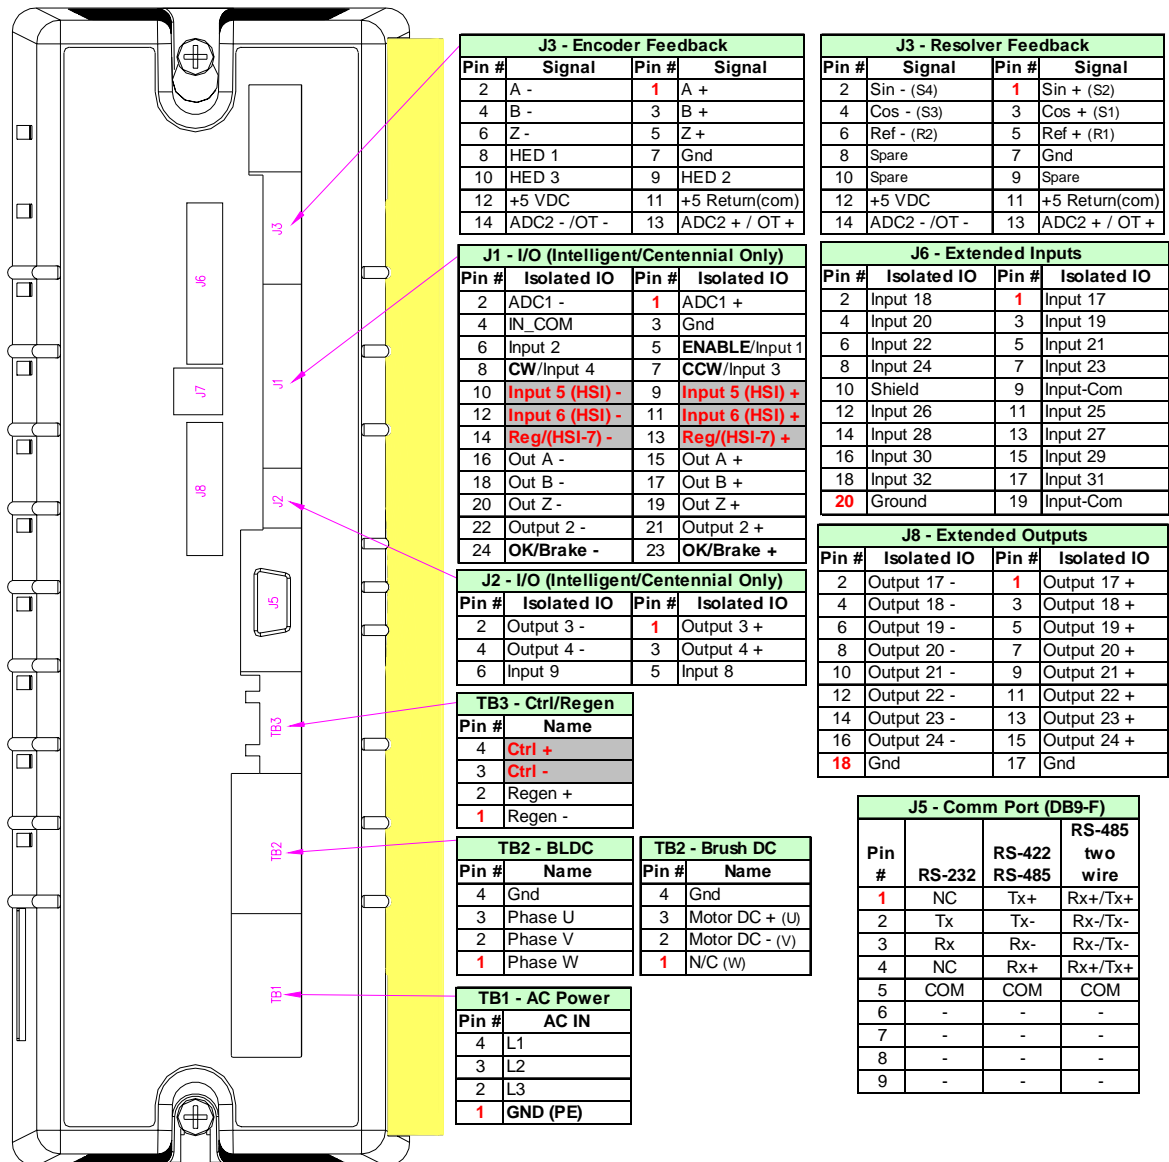 J3 - Encoder Feedback
Pin # Signal Pin # Signal
2 A - 1 A +
4 B - 3 B +
6 Z - 5 Z +
8 HED 1 7 Gnd
10 HED 3 9 HED 2
12 +5 VDC 11 +5 Return(com)
14 ADC2 - /OT - 13 ADC2 + / OT +
J3 - Resolver Feedback
Pin # Signal Pin # Signal
2 Sin - (S4) 1 Sin + (S2)
4 Cos - (S3) 3 Cos + (S1)
6 Ref - (R2) 5 Ref + (R1)
8 Spare 7 Gnd
10 Spare 9 Spare
12 +5 VDC 11 +5 Return(com)
14 ADC2 - /OT - 13 ADC2 + / OT +
J1 - I/O (Intelligent/Centennial Only)
Pin # Isolated IO Pin # Isolated IO
2 ADC1 - 1 ADC1 +
4 IN_COM 3 Gnd
6 Input 2 5 ENABLE/Input 1
8 CW/Input 4 7 CCW/Input 3
10 Input 5 (HSI) - 9 Input 5 (HSI) +
12 Input 6 (HSI) - 11 Input 6 (HSI) +
14 Reg/(HSI-7) - 13 Reg/(HSI-7) +
16 Out A - 15 Out A +
18 Out B - 17 Out B +
20 Out Z - 19 Out Z +
22 Output 2 - 21 Output 2 +
24 OK/Brake - 23 OK/Brake +
J6 - Extended Inputs
Pin # Isolated IO Pin # Isolated IO
2 Input 18 1 Input 17
4 Input 20 3 Input 19
6 Input 22 5 Input 21
8 Input 24 7 Input 23
10 Shield 9 Input-Com
12 Input 26 11 Input 25
14 Input 28 13 Input 27
16 Input 30 15 Input 29
18 Input 32 17 Input 31
20 Ground 19 Input-Com
J2 - I/O (Intelligent/Centennial Only)
Pin # Isolated IO Pin # Isolated IO
2 Output 3 - 1 Output 3 +
4 Output 4 - 3 Output 4 +
6 Input 9 5 Input 8
J8 - Extended Outputs
Pin # Isolated IO Pin # Isolated IO
2 Output 17 - 1 Output 17 +
4 Output 18 - 3 Output 18 +
6 Output 19 - 5 Output 19 +
8 Output 20 - 7 Output 20 +
10 Output 21 - 9 Output 21 +
12 Output 22 - 11 Output 22 +
14 Output 23 - 13 Output 23 +
16 Output 24 - 15 Output 24 +
18 Gnd 17 Gnd
TB3 - Ctrl/Regen
Pin # Name
4 Ctrl +
3 Ctrl -
2 Regen +
1 Regen -
TB2 - BLDC
Pin # Name
4 Gnd
3 Phase U
2 Phase V
1 Phase W
TB2 - Brush DC
Pin # Name
4 Gnd
3 Motor DC + (U)
2 Motor DC - (V)
1 N/C (W)
TB1 - AC Power
Pin # AC IN
4 L1
3 L2
2 L3
1 GND (PE)
J5 - Comm Port (DB9-F)
Pin # RS-232 RS-422 RS-485 RS-485 two wire
1 NC Tx+ Rx+/Tx+
2 Tx Tx- Rx-/Tx-
3 Rx Rx- Rx-/Tx-
4 NC Rx+ Rx+/Tx+
5 COM COM COM
6 - - -
7 - - -
8 - - -
9 - - -
J3
J6
J1
J7
J2
J8
J5
TB3
TB2
TB1